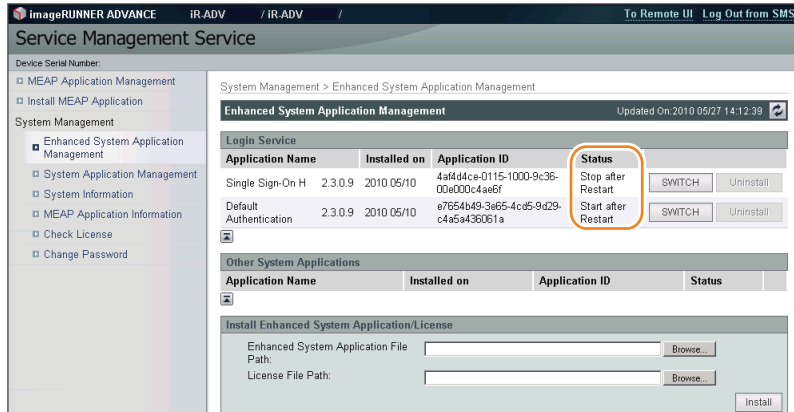 imageRUNNER ADVANCE iR-ADV / iR-ADV /
To Remote UI Log Out from SMS
Service Management Service
Device Serial Number:
MEAP Application Management
Install MEAP Application
System Management
Enhanced System Application
Management
System Application Management
System Information
MEAP Application Information
Check License
Change Password
System Management > Enhanced System Application Management
Enhanced System Application Management Updated On:2010 05/27 14:12:39
Login Service
Application Name Installed on Application ID Status
Single Sign-On H 2.3.0.9 2010 05/10 4af4d4ce-0115-1000-9c36-
00e000c4ae6f
Stop after
Restart
SWITCH Uninstall
Default
Authentication
2.3.0.9 2010 05/10 e7654b49-3e65-4cd5-9d29-
c4a5a436061a
Start after
Restart
SWITCH Uninstall
Other System Applications
Application Name Installed on Application ID Status
Install Enhanced System Application/License
Enhanced System Application File
Path:
Browse...
License File Path:
Browse...
Install